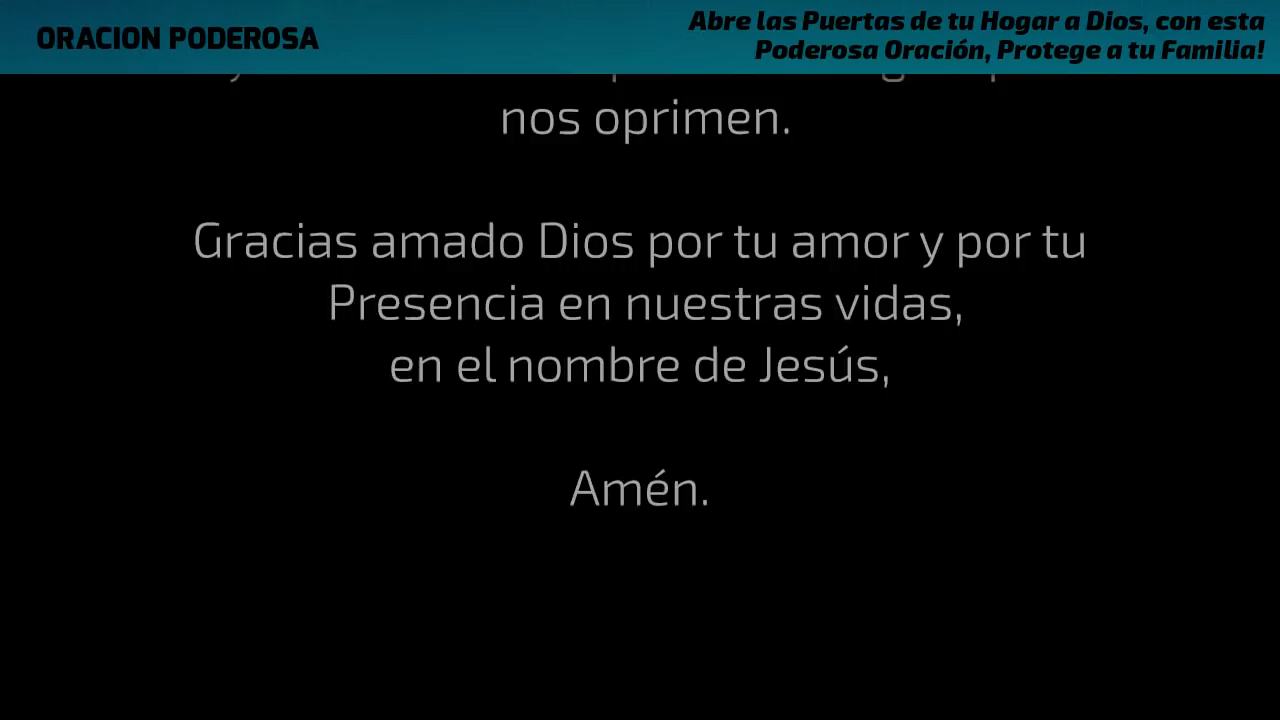 ORACION PODEROSA
Abre las Puertas de tu Hogar a Dios, con esta
Poderosa Oración, Protege a tu Familia!
nos oprimen.
Gracias amado Dios por tu amor y por tu
Presencia en nuestras vidas,
en el nombre de Jesús,
Amén.